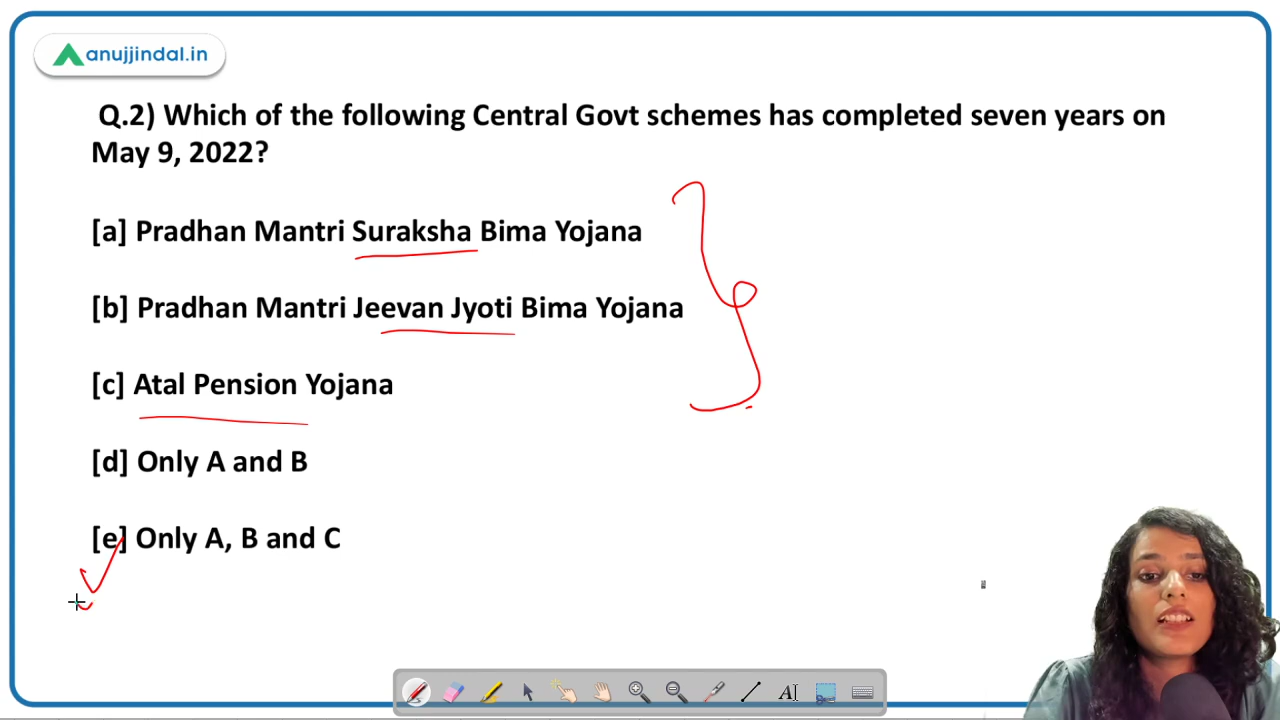 anujjindal.in
Q.2) Which of the following Central Govt schemes has completed seven years on
May 9, 2022?
[a] Pradhan Mantri Suraksha Bima Yojana
[b] Pradhan Mantri Jeevan Jyoti Bima Yojana
[c] Atal Pension Yojana
[d] Only A and B
[e] Only A, B and C
AI